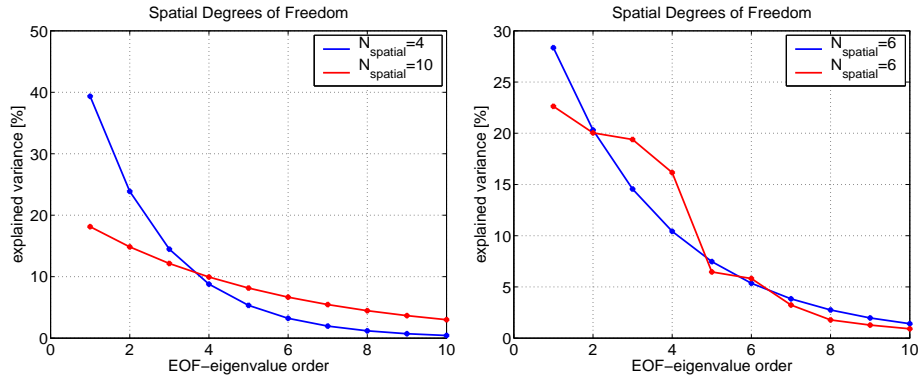 Spatial Degrees of Freedom
50
40
30
20
10
0
0 2 4 6 8 10
explained variance [%]
EOF−eigenvalue order
N_spatial=4
N_spatial=10
Spatial Degrees of Freedom
30
25
20
15
10
5
0
0 2 4 6 8 10
explained variance [%]
EOF−eigenvalue order
N_spatial=6
N_spatial=6